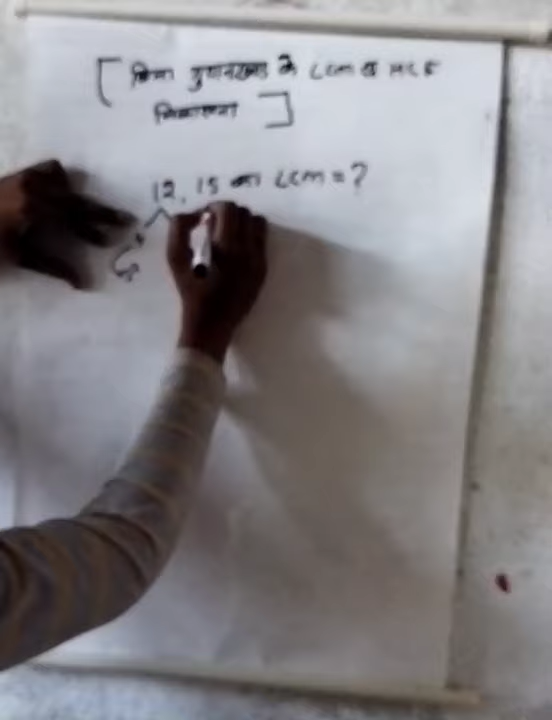 [ बिना गुणनखण्ड के LCM व HCF
निकालना ]
12, 15 का LCM = ?